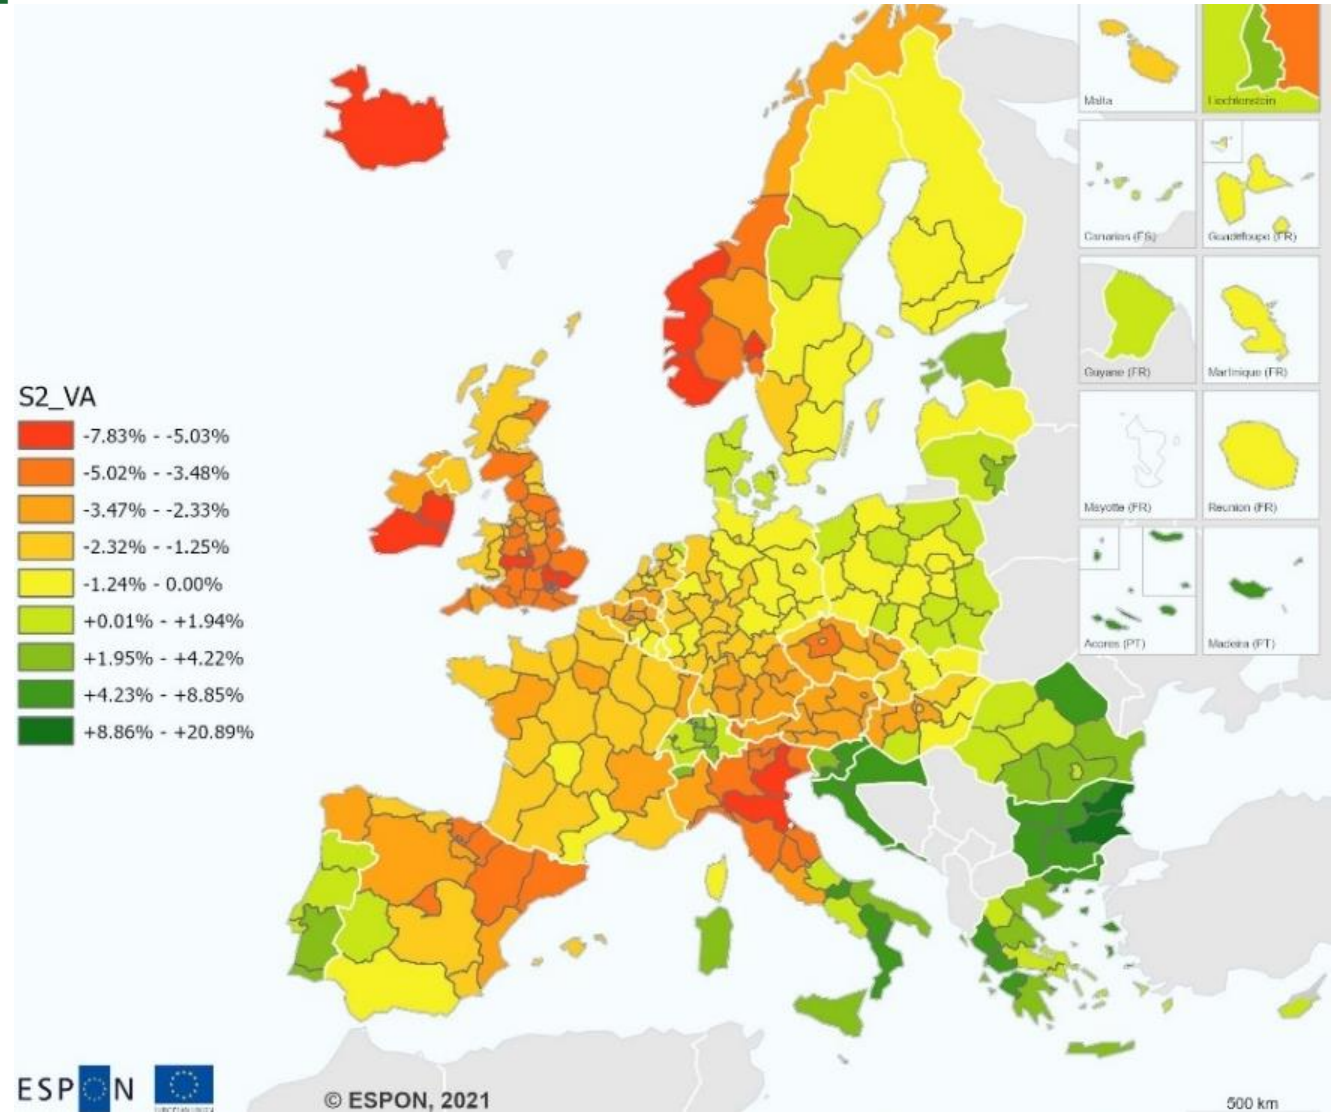 Malta
Liechtenstein
Canarias (ES)
Guadeloupe (FR)
Guyane (FR)
Martinique (FR)
Mayotte (FR)
Reunion (FR)
Acores (PT)
Madeira (PT)
S2_VA
-7.83% - -5.03%
-5.02% - -3.48%
-3.47% - -2.33%
-2.32% - -1.25%
-1.24% - 0.00%
+0.01% - +1.94%
+1.95% - +4.22%
+4.23% - +8.85%
+8.86% - +20.89%
ESPON
© ESPON, 2021
500 km